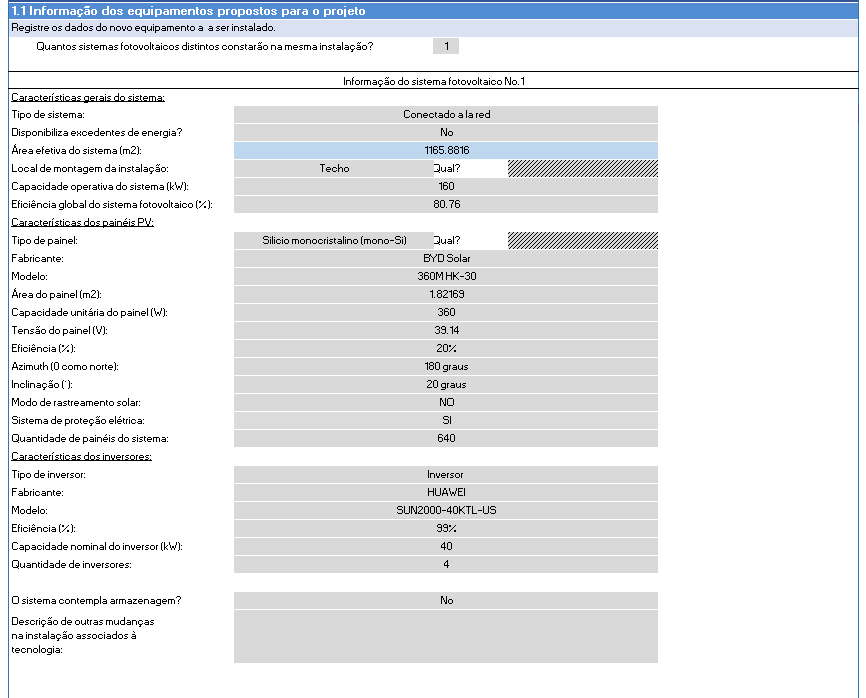 1.1 Informação dos equipamentos propostos para o projeto
Registre os dados do novo equipamento a a ser instalado.
Quantos sistemas fotovoltaicos distintos constarão na mesma instalação? 1
Informação do sistema fotovoltaico No.1
Características gerais do sistema:
Tipo de sistema: Conectado a la red
Disponibiliza excedentes de energia? No
Área efetiva do sistema (m2): 1165.8816
Local de montagem da instalação: Techo Qual?
Capacidade operativa do sistema (kW): 160
Eficiência global do sistema fotovoltaico (%): 80.76
Características dos painéis PV:
Tipo de painel: Silicio monocristalino (mono-Si) Qual?
Fabricante: BYD Solar
Modelo: 360M HK-30
Área do painel (m2): 1.82169
Capacidade unitária do painel (W): 360
Tensão do painel (V): 39.14
Eficiência (%): 20%
Azimuth (0 como norte): 180 graus
Inclinação (°): 20 graus
Modo de rastreamento solar: NO
Sistema de proteção elétrica: SI
Quantidade de painéis do sistema: 640
Características dos inversores:
Tipo de inversor: Inversor
Fabricante: HUAWEI
Modelo: SUN2000-40KTL-US
Eficiência (%): 99%
Capacidade nominal do inversor (kW): 40
Quantidade de inversores: 4
O sistema contempla armazenagem? No
Descrição de outras mudanças
na instalação associados à
tecnologia: